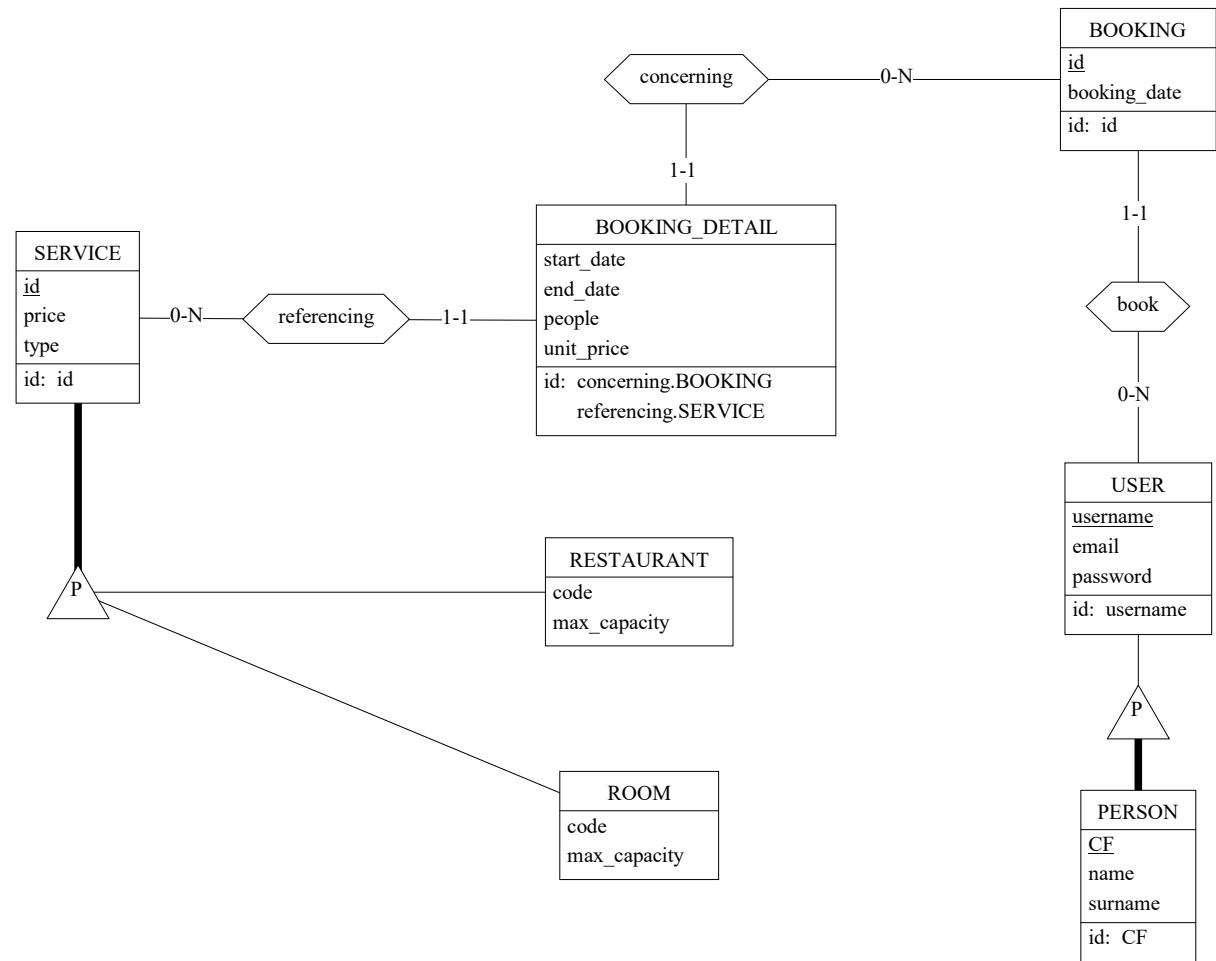 BOOKING
id
booking_date
id: id
concerning
0-N
1-1
1-1
BOOKING_DETAIL
start_date
end_date
people
unit_price
id: concerning.BOOKING
referencing.SERVICE
SERVICE
id
price
type
id: id
0-N
referencing
1-1
book
0-N
USER
username
email
password
id: username
RESTAURANT
code
max_capacity
P
P
ROOM
code
max_capacity
PERSON
CF
name
surname
id: CF